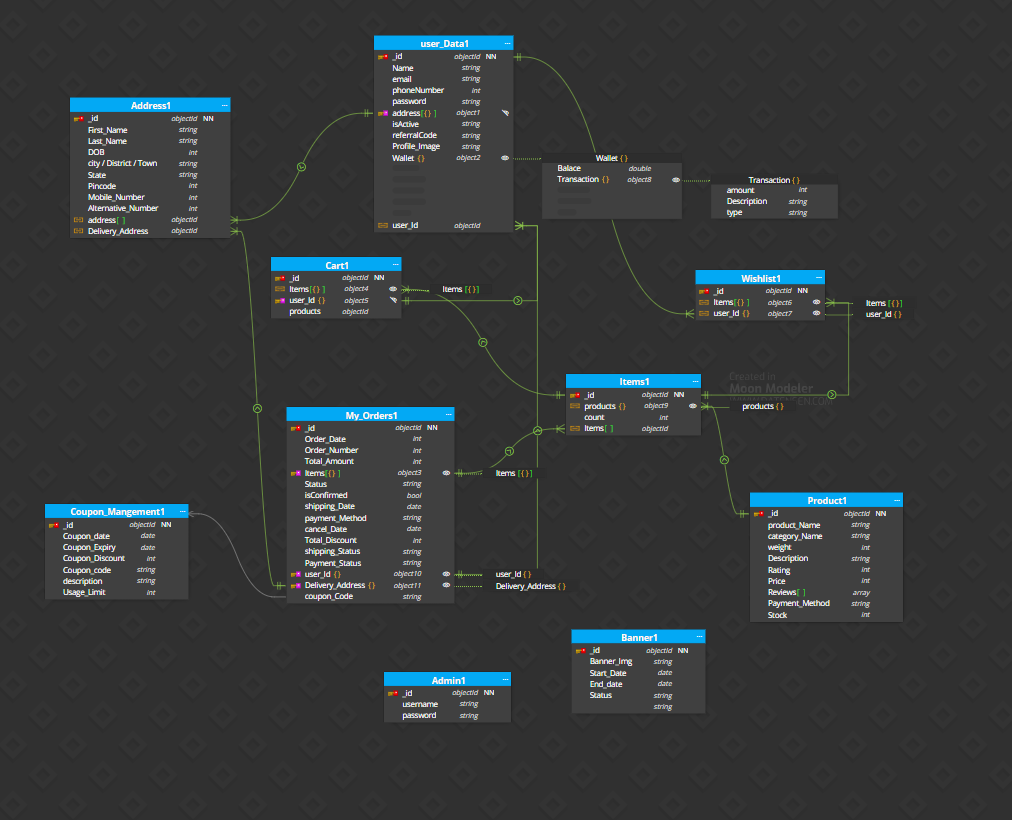 user_Data1 ...
_id objectId NN
Name string
email string
phoneNumber int
password string
address[{} ] object1
isActive string
referralCode string
Profile_Image string
Wallet {} object2
user_Id objectId
Address1 ...
_id objectId NN
First_Name string
Last_Name string
DOB int
city / District / Town string
State string
Pincode int
Mobile_Number int
Alternative_Number int
address[ ] objectId
Delivery_Address objectId
Wallet {}
Balace double
Transaction {} object8
Transaction {}
amount int
Description string
type string
Cart1 ...
_id objectId NN
Items[{} ] object4
user_Id {} object5
products objectId
Items [{}]
Wishlist1 ...
_id objectId NN
Items[{} ] object6
user_Id {} object7
Items [{}]
user_Id {}
Items1 ...
_id objectId NN
products {} object9
count int
Items[ ] objectId
products {}
Created in
Moon Modeler
My_Orders1 ...
_id objectId NN
Order_Date int
Order_Number int
Total_Amount int
Items[{} ] object3
Status string
isConfirmed bool
shipping_Date date
payment_Method string
cancel_Date date
Total_Discount int
shipping_Status string
Payment_Status string
user_Id {} object10
Delivery_Address {} object11
coupon_Code string
Items [{}]
user_Id {}
Delivery_Address {}
Coupon_Mangement1 ...
_id objectId NN
Coupon_date date
Coupon_Expiry date
Coupon_Discount int
Coupon_code string
description string
Usage_Limit int
Product1 ...
_id objectId NN
product_Name string
category_Name string
weight int
Description string
Rating int
Price int
Reviews[ ] array
Payment_Method string
Stock int
Banner1 ...
_id objectId NN
Banner_Img string
Start_Date date
End_date date
Status string
string
Admin1 ...
_id objectId NN
username string
password string